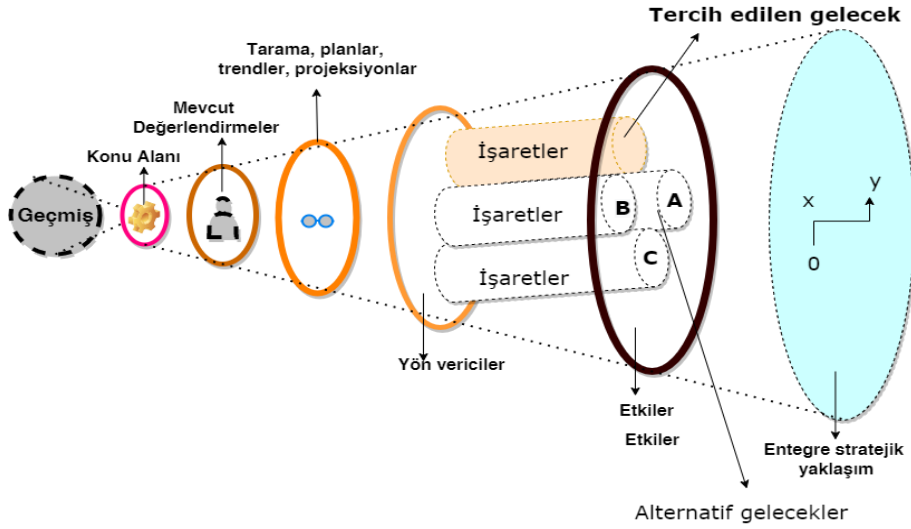 Tercih edilen gelecek
Tarama, planlar,
trendler, projeksiyonlar
Mevcut
Değerlendirmeler
Konu Alanı
Geçmiş
İşaretler
İşaretler
İşaretler
B
A
C
x
y
0
Yön vericiler
Etkiler
Etkiler
Entegre stratejik
yaklaşım
Alternatif gelecekler